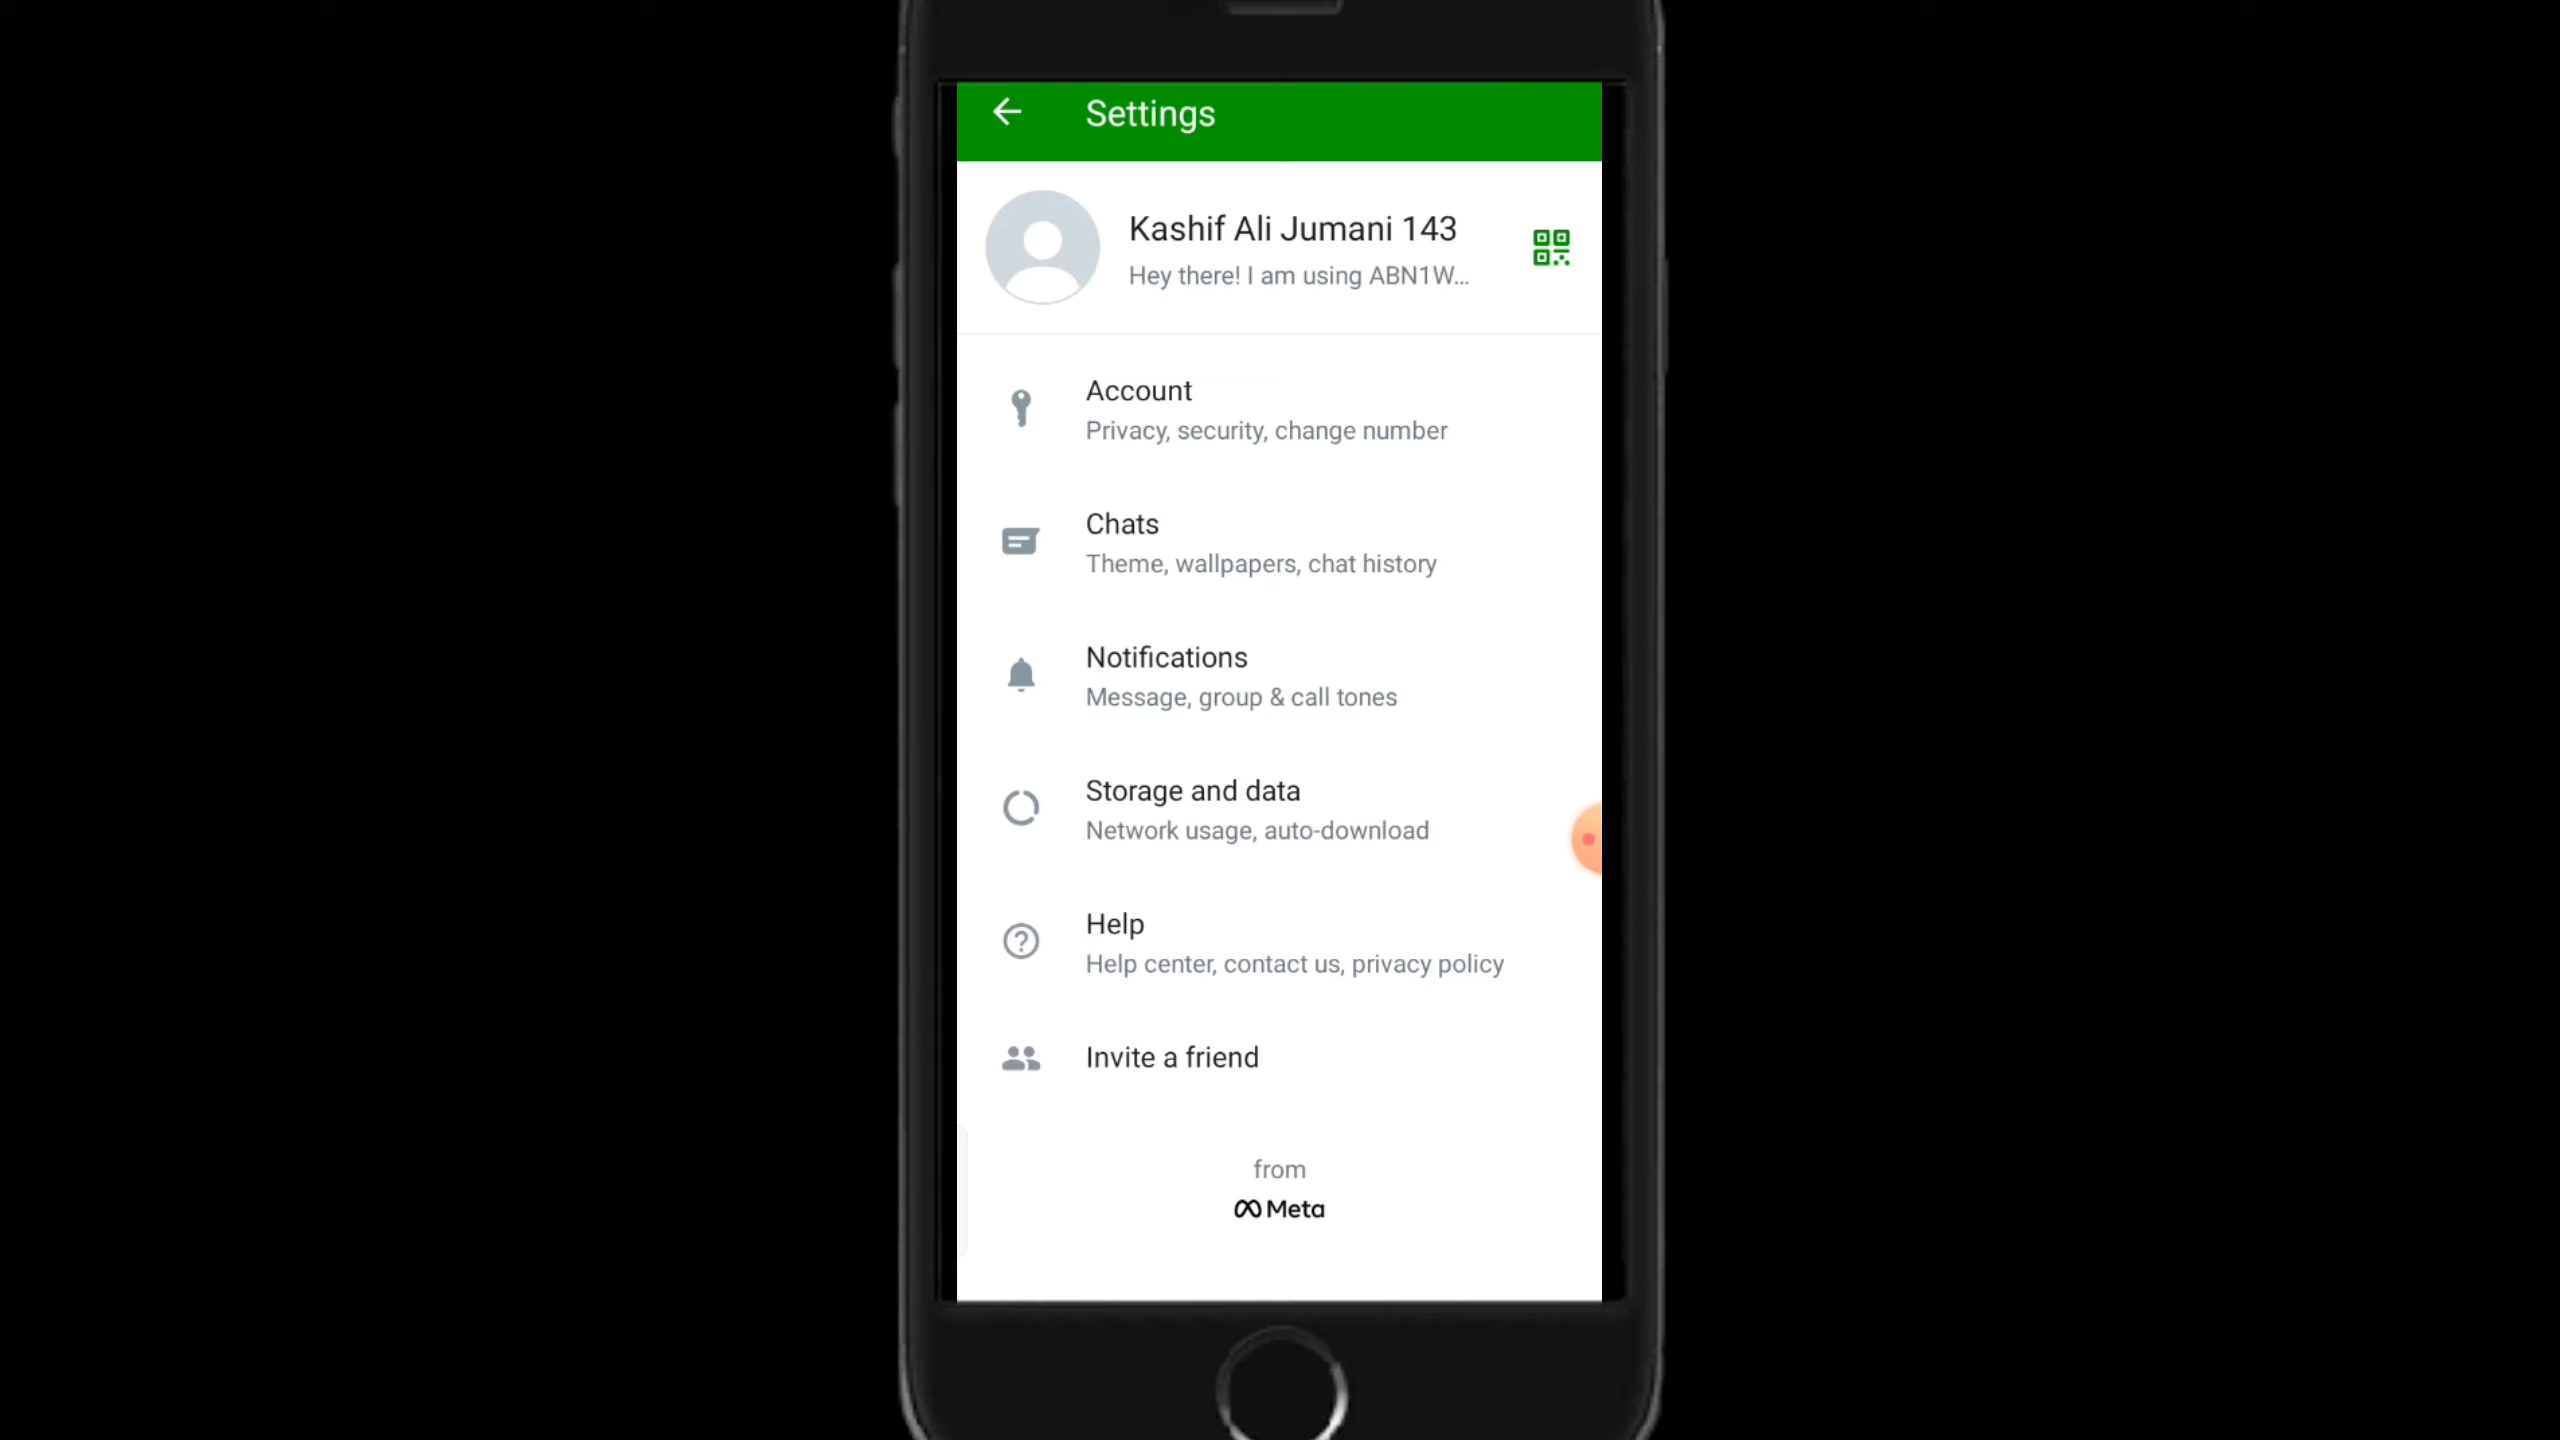 Settings
Kashif Ali Jumani 143
Hey there! I am using ABN1W...
Account
Privacy, security, change number
Chats
Theme, wallpapers, chat history
Notifications
Message, group & call tones
Storage and data
Network usage, auto-download
Help
Help center, contact us, privacy policy
Invite a friend
from
Meta